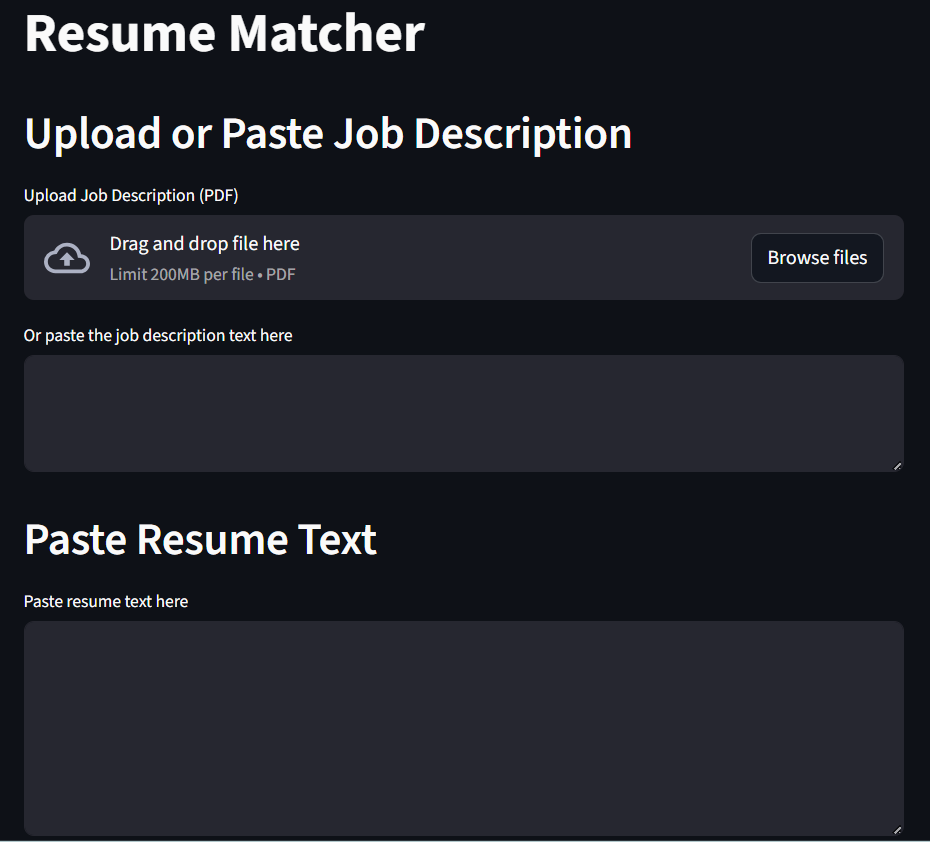 Resume Matcher
Upload or Paste Job Description
Upload Job Description (PDF)
Drag and drop file here
Limit 200MB per file • PDF
Browse files
Or paste the job description text here
Paste Resume Text
Paste resume text here